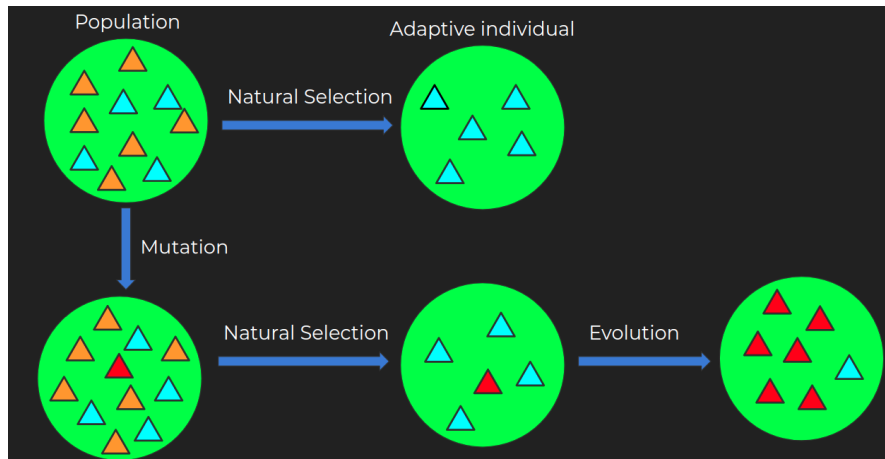 Population
Adaptive individual
Natural Selection
Mutation
Natural Selection
Evolution